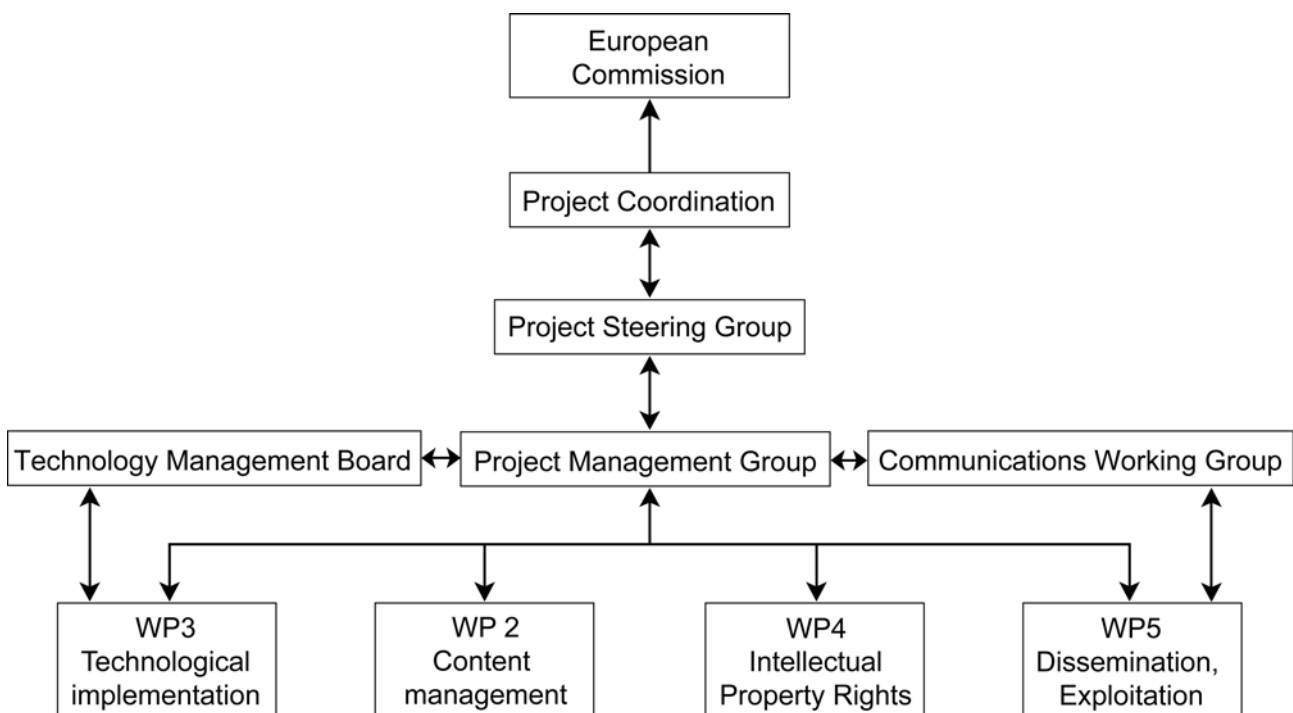 European
Commission
Project Coordination
Project Steering Group
Technology Management Board
Project Management Group
Communications Working Group
WP3
Technological
implementation
WP 2
Content
management
WP4
Intellectual
Property Rights
WP5
Dissemination,
Exploitation